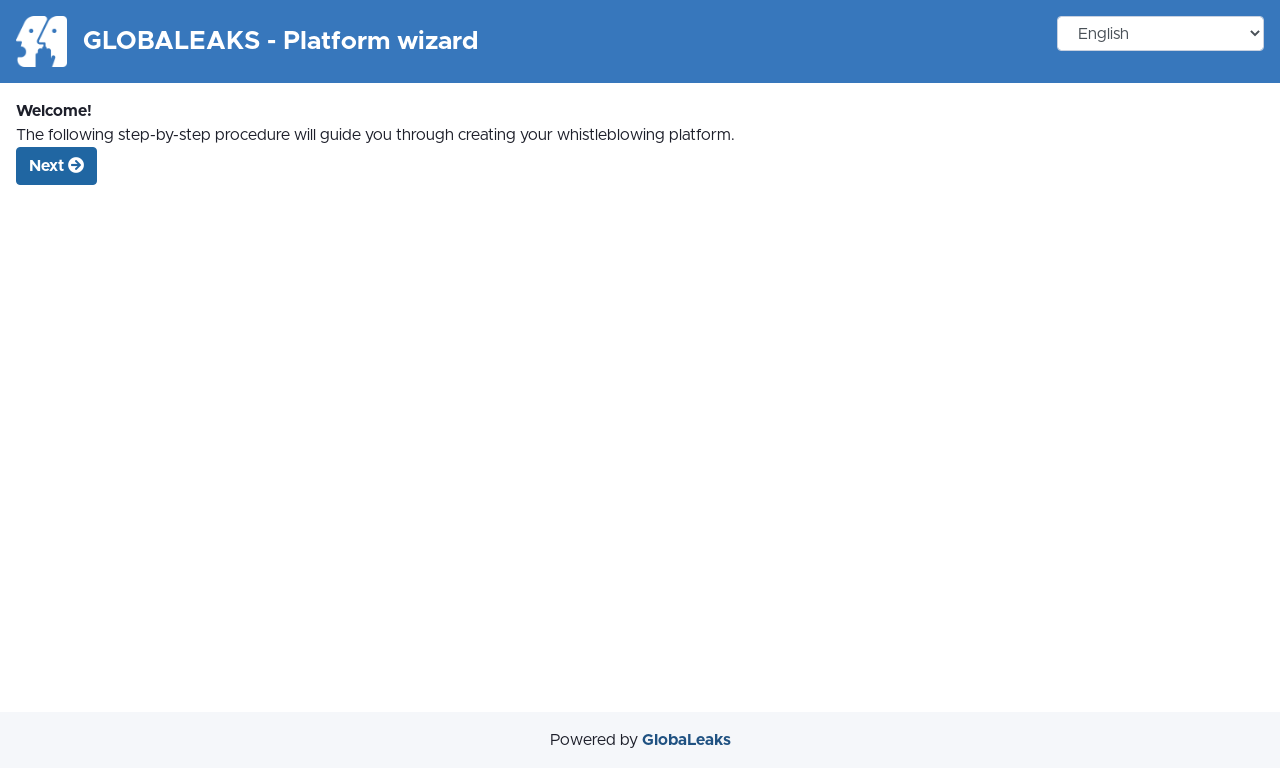 GLOBALEAKS - Platform wizard
English
Welcome!
The following step-by-step procedure will guide you through creating your whistleblowing platform.
Next
Powered by GlobaLeaks